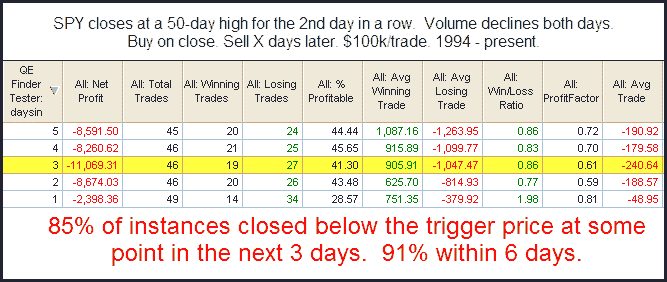 SPY closes at a 50-day high for the 2nd day in a row. Volume declines both days.
Buy on close. Sell X days later. $100k/trade. 1994 - present.
QE Finder Tester: daysin All: Net Profit All: Total Trades All: Winning Trades All: Losing Trades All: % Profitable All: Avg Winning Trade All: Avg Losing Trade All: Win/Loss Ratio All: ProfitFactor All: Avg Trade
5 -8,591.50 45 20 24 44.44 1,087.16 -1,263.95 0.86 0.72 -190.92
4 -8,260.62 46 21 25 45.65 915.89 -1,099.77 0.83 0.70 -179.58
3 -11,069.31 46 19 27 41.30 905.91 -1,047.47 0.86 0.61 -240.64
2 -8,674.03 46 20 26 43.48 625.70 -814.93 0.77 0.59 -188.57
1 -2,398.36 49 14 34 28.57 751.35 -379.92 1.98 0.81 -48.95
85% of instances closed below the trigger price at some
point in the next 3 days. 91% within 6 days.